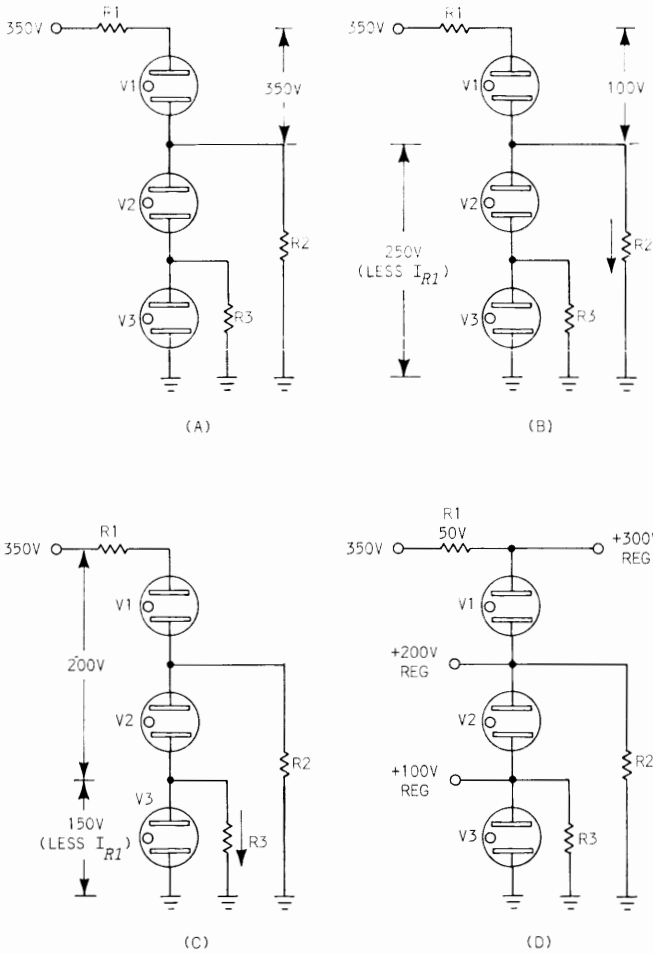 R1
350V
V1
350V
V2
R2
V3
R3
(A)
R1
350V
V1
100V
V2
250V
(LESS I_R1)
R2
V3
R3
(B)
R1
350V
V1
200V
V2
R2
V3
150V
(LESS I_R1)
R3
(C)
R1
50V
350V
+300V
REG
V1
+200V
REG
V2
R2
+100V
REG
V3
R3
(D)